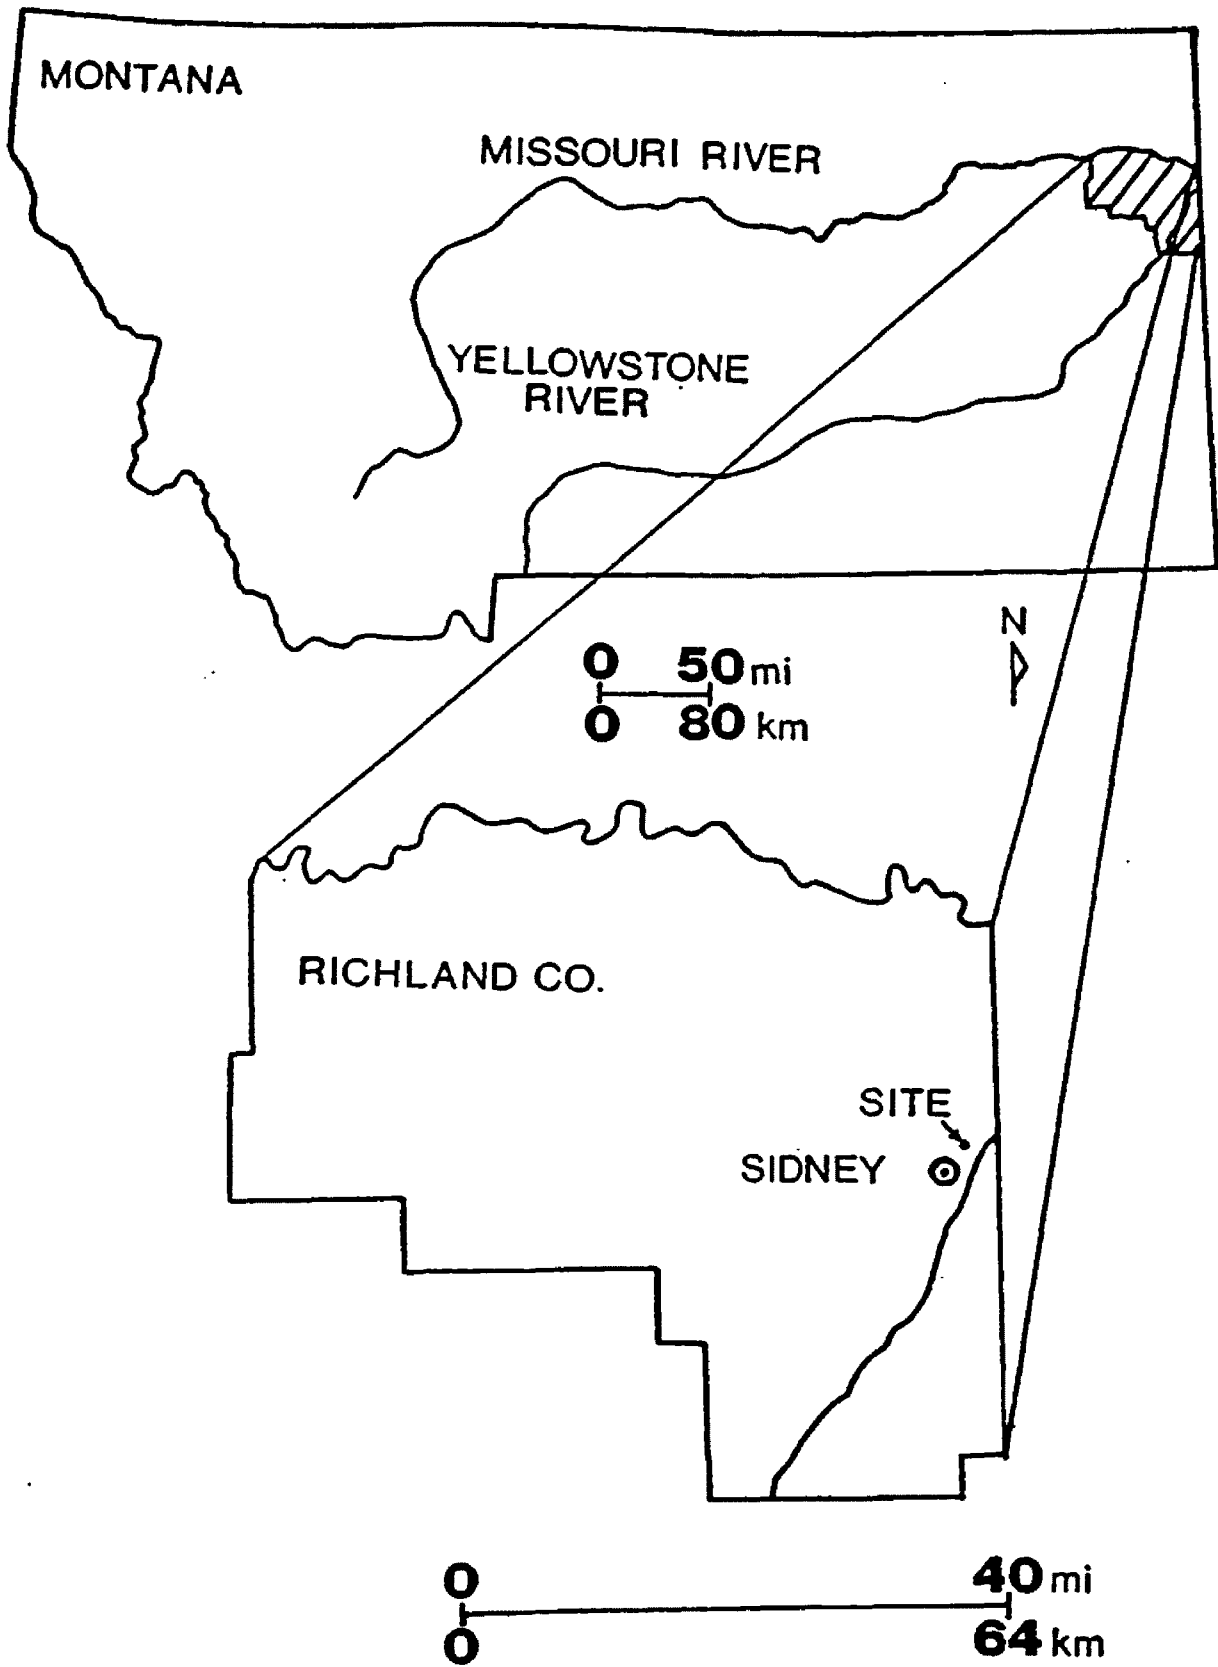 MONTANA
MISSOURI RIVER
YELLOWSTONE
RIVER
N
0 50 mi
0 80 km
RICHLAND CO.
SITE
SIDNEY
0 40 mi
0 64 km